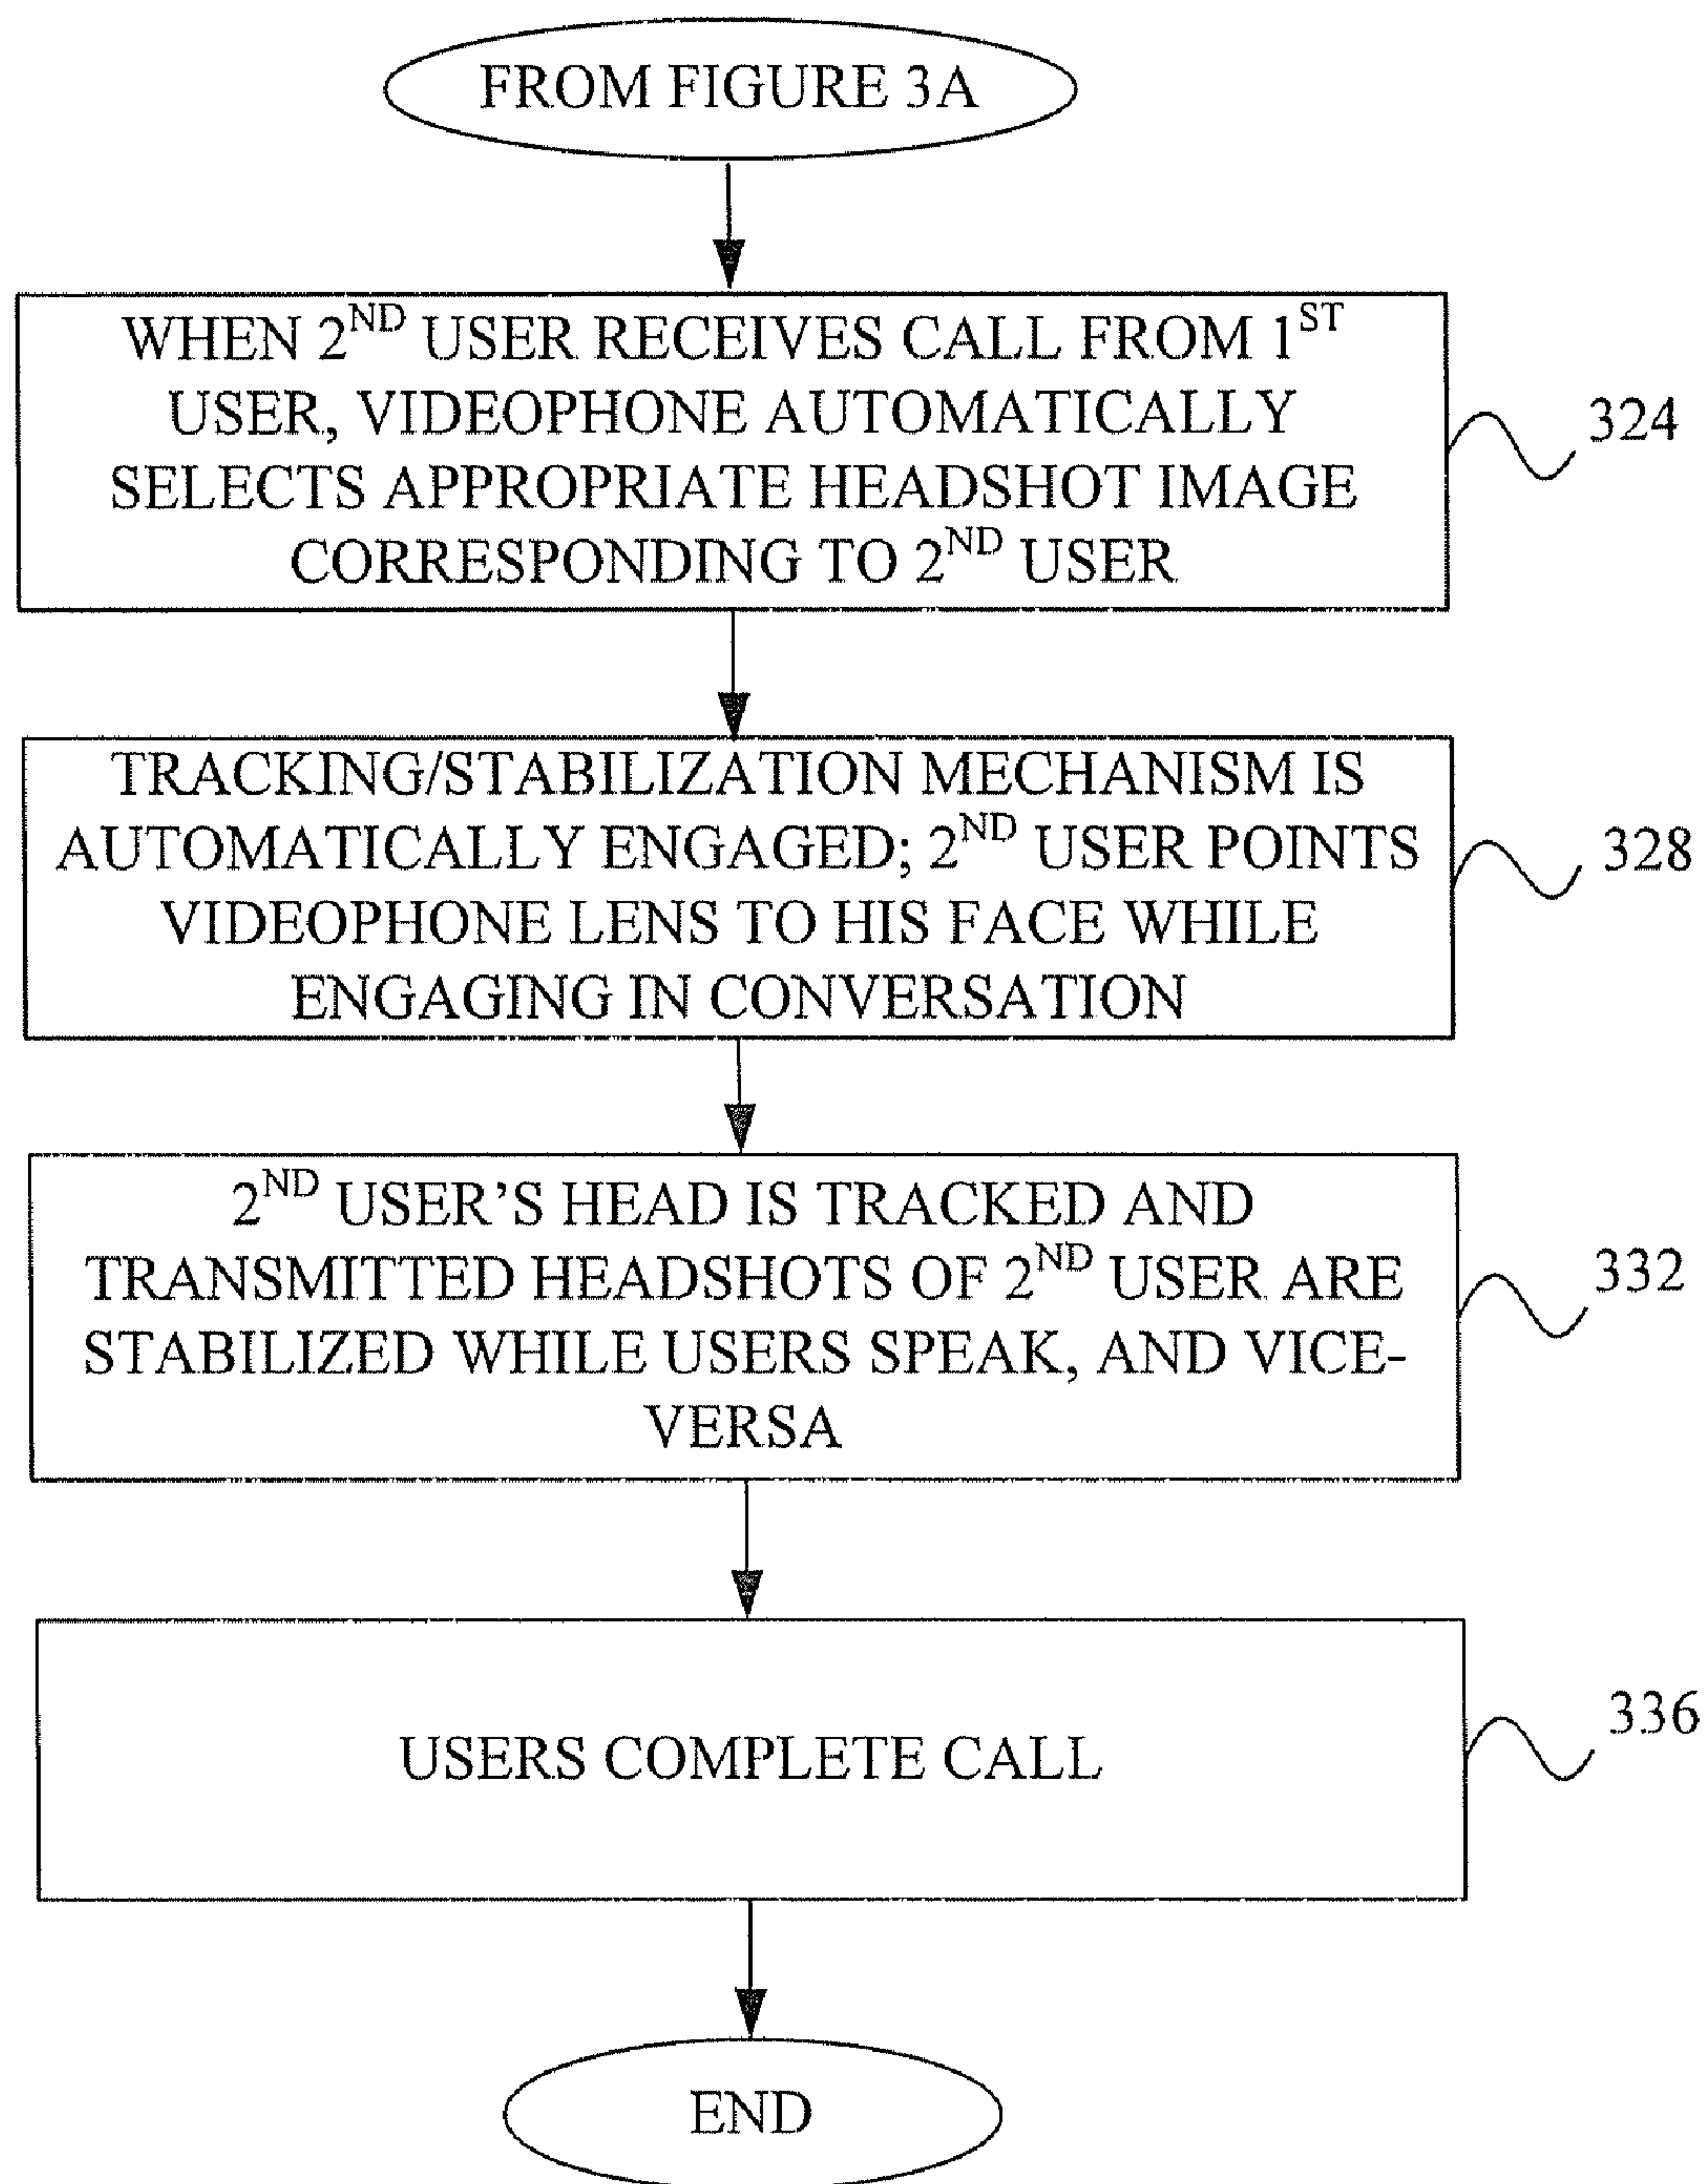 FROM FIGURE 3A
WHEN 2ND USER RECEIVES CALL FROM 1ST
USER, VIDEOPHONE AUTOMATICALLY
SELECTS APPROPRIATE HEADSHOT IMAGE
CORRESPONDING TO 2ND USER
324
TRACKING/STABILIZATION MECHANISM IS
AUTOMATICALLY ENGAGED; 2ND USER POINTS
VIDEOPHONE LENS TO HIS FACE WHILE
ENGAGING IN CONVERSATION
328
2ND USER’S HEAD IS TRACKED AND
TRANSMITTED HEADSHOTS OF 2ND USER ARE
STABILIZED WHILE USERS SPEAK, AND VICE-
VERSA
332
USERS COMPLETE CALL
336
END